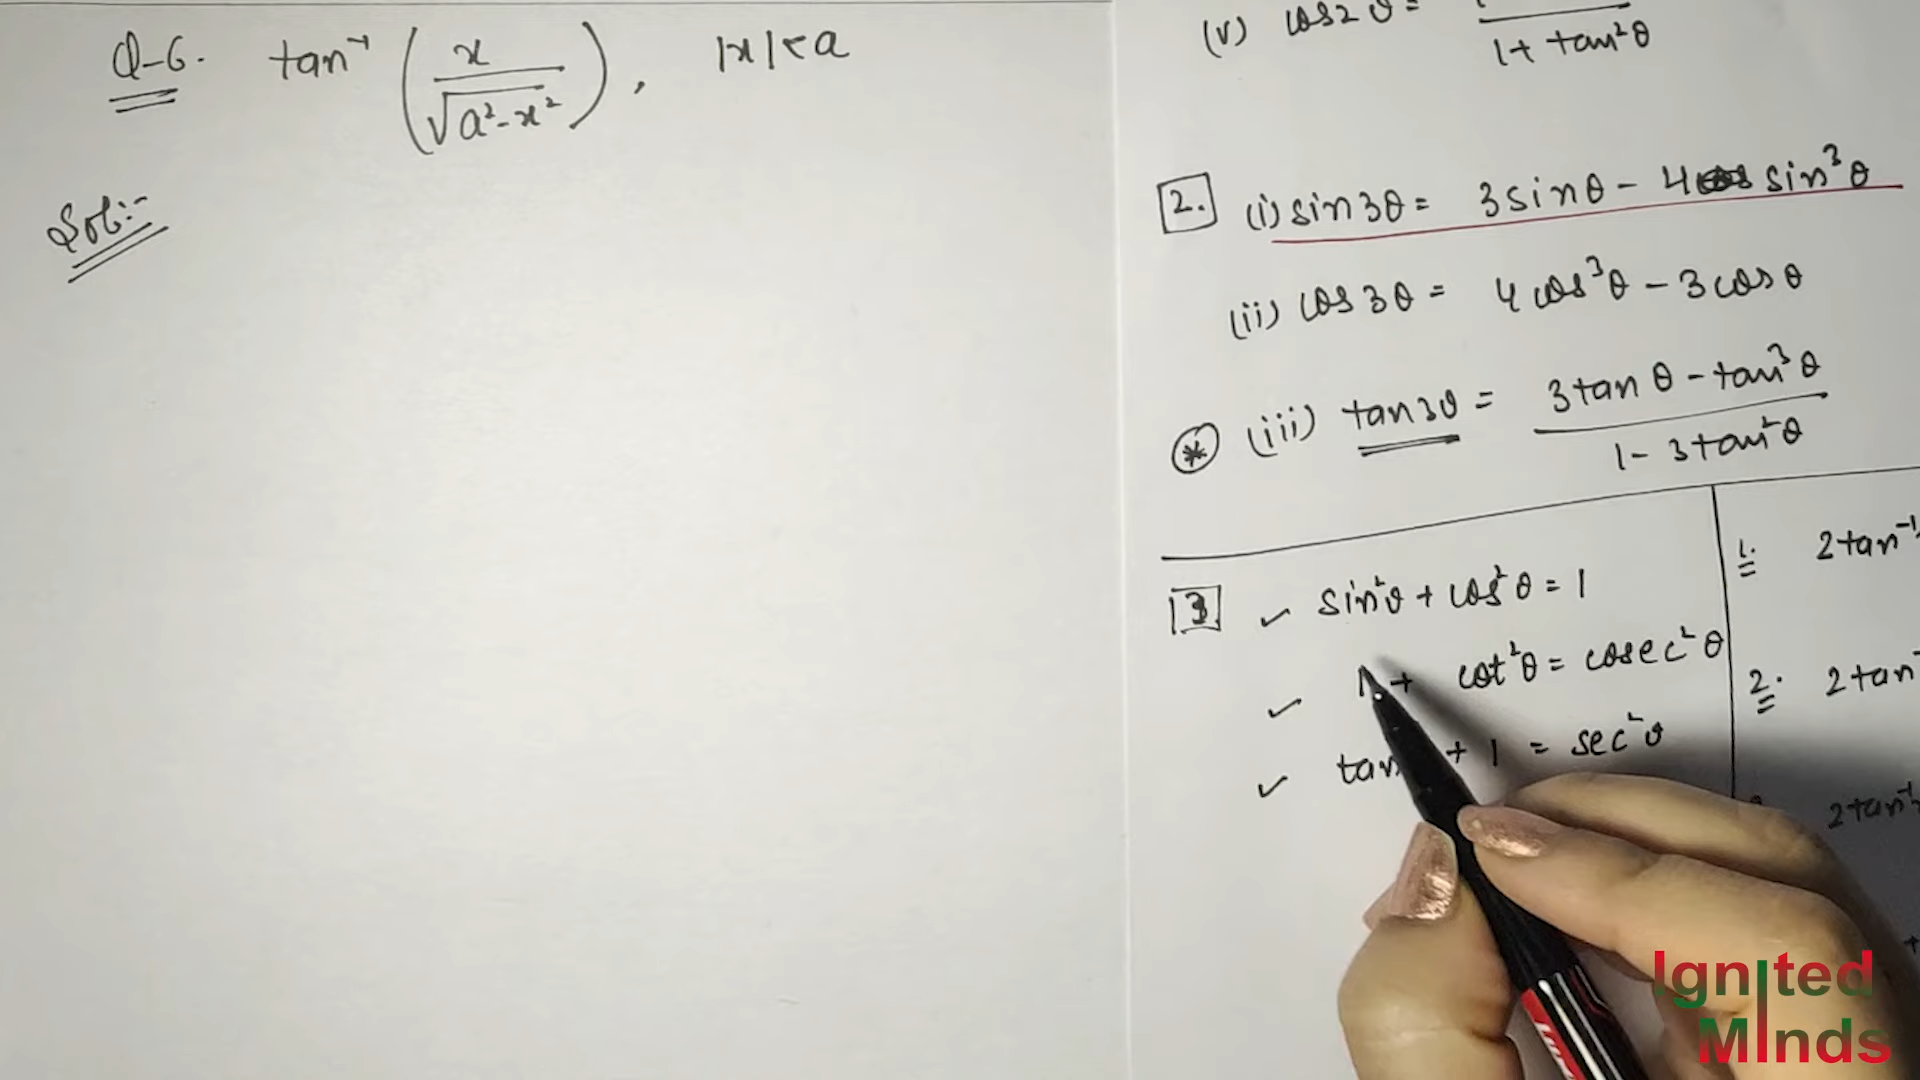 Q-6. tan⁻¹ (x / √a²-x²), |x|<a
Sol:-
(v) cos2θ =
1+ tan²θ
2. (i) sin3θ = 3sinθ - 4 sin³θ
(ii) cos3θ = 4cos³θ - 3cosθ
* (iii) tan3θ = 3tanθ - tan³θ / 1- 3tan²θ
3 ✓ sin²θ + cos²θ = 1
✓ 1 + cot²θ = cosec²θ
✓ tan + 1 = sec²θ
1. 2tan⁻¹
2. 2tan⁻
2tan⁻¹
Ignited
Minds